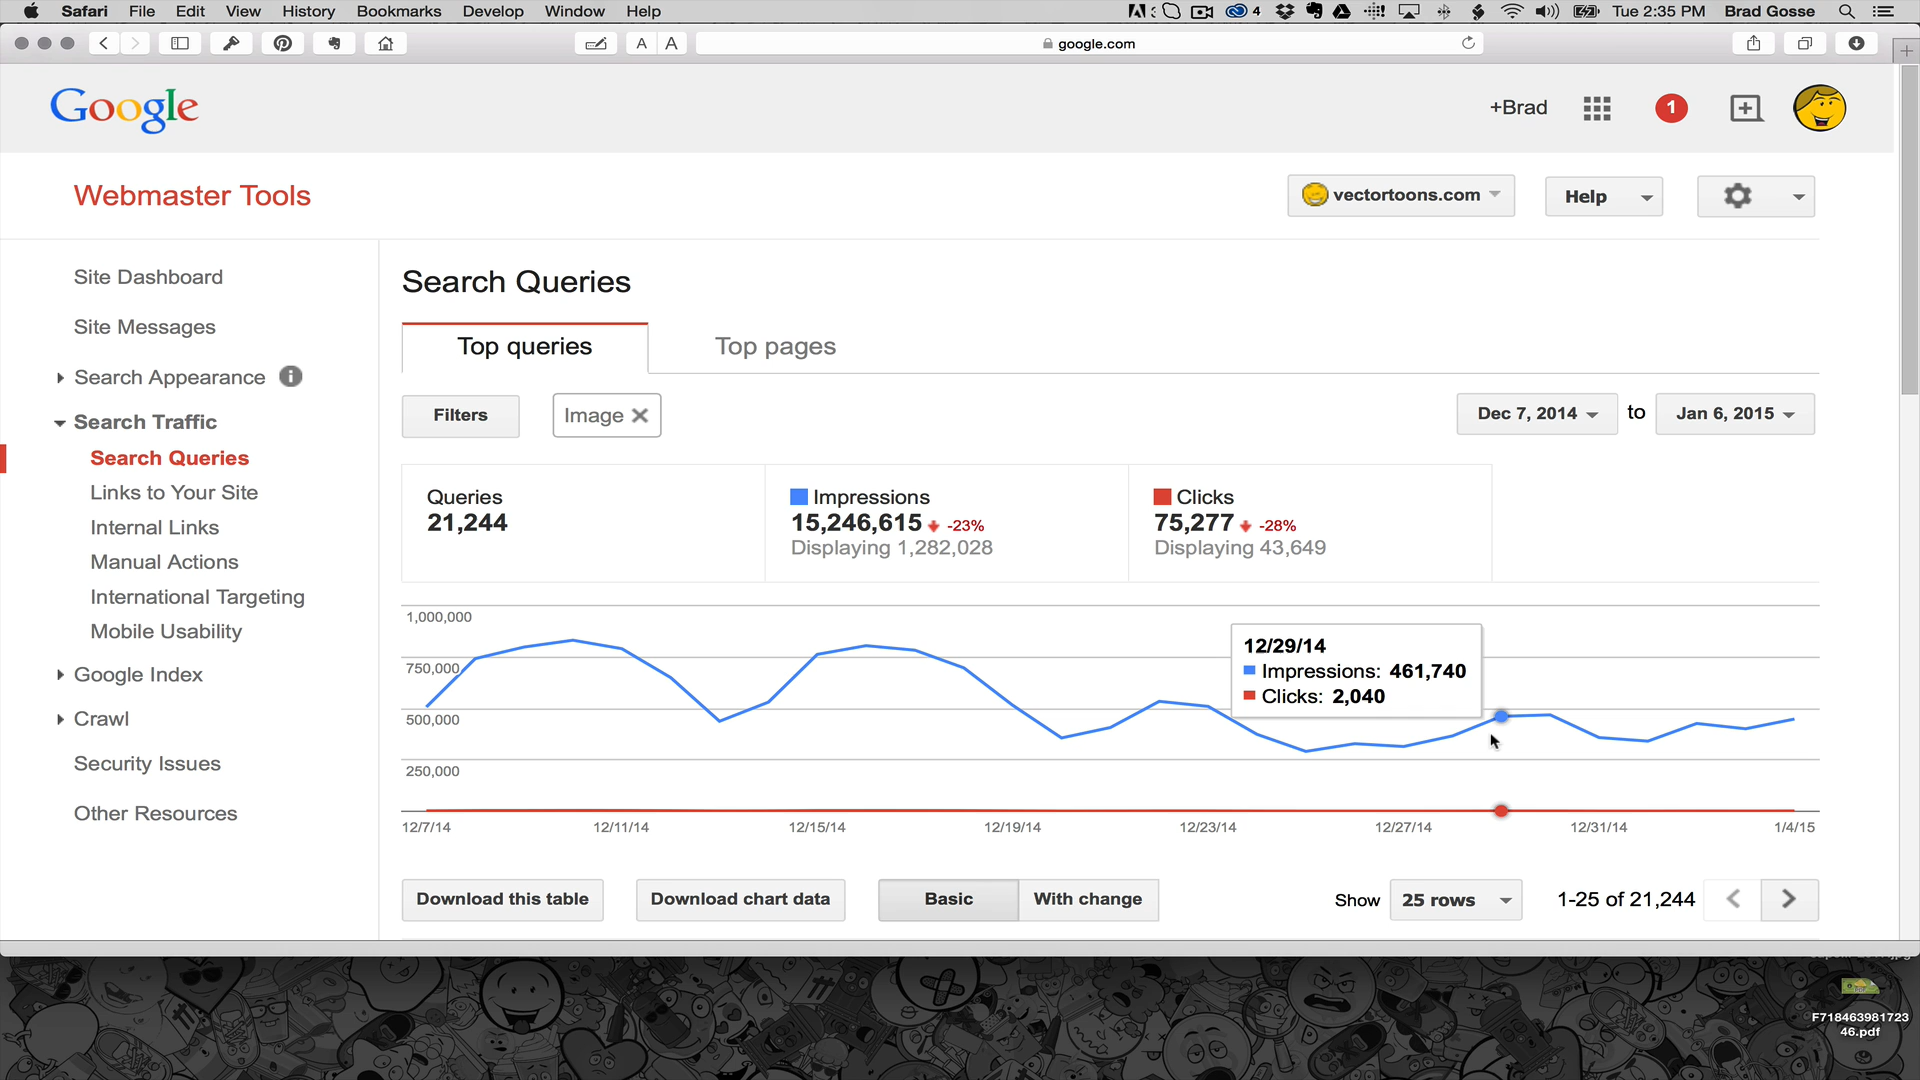 Safari File Edit View History Bookmarks Develop Window Help 4 Tue 2:35 PM Brad Gosse
A A google.com
Google +Brad 1
Webmaster Tools vectortoons.com Help
Site Dashboard
Site Messages
Search Appearance i
Search Traffic
Search Queries
Links to Your Site
Internal Links
Manual Actions
International Targeting
Mobile Usability
Google Index
Crawl
Security Issues
Other Resources
Search Queries
Top queries Top pages
Filters Image Dec 7, 2014 to Jan 6, 2015
Queries
21,244
Impressions
15,246,615 -23%
Displaying 1,282,028
Clicks
75,277 -28%
Displaying 43,649
1,000,000
750,000
500,000
250,000
12/29/14
Impressions: 461,740
Clicks: 2,040
12/7/14 12/11/14 12/15/14 12/19/14 12/23/14 12/27/14 12/31/14 1/4/15
Download this table Download chart data Basic With change Show 25 rows 1-25 of 21,244
F718463981723
46.pdf